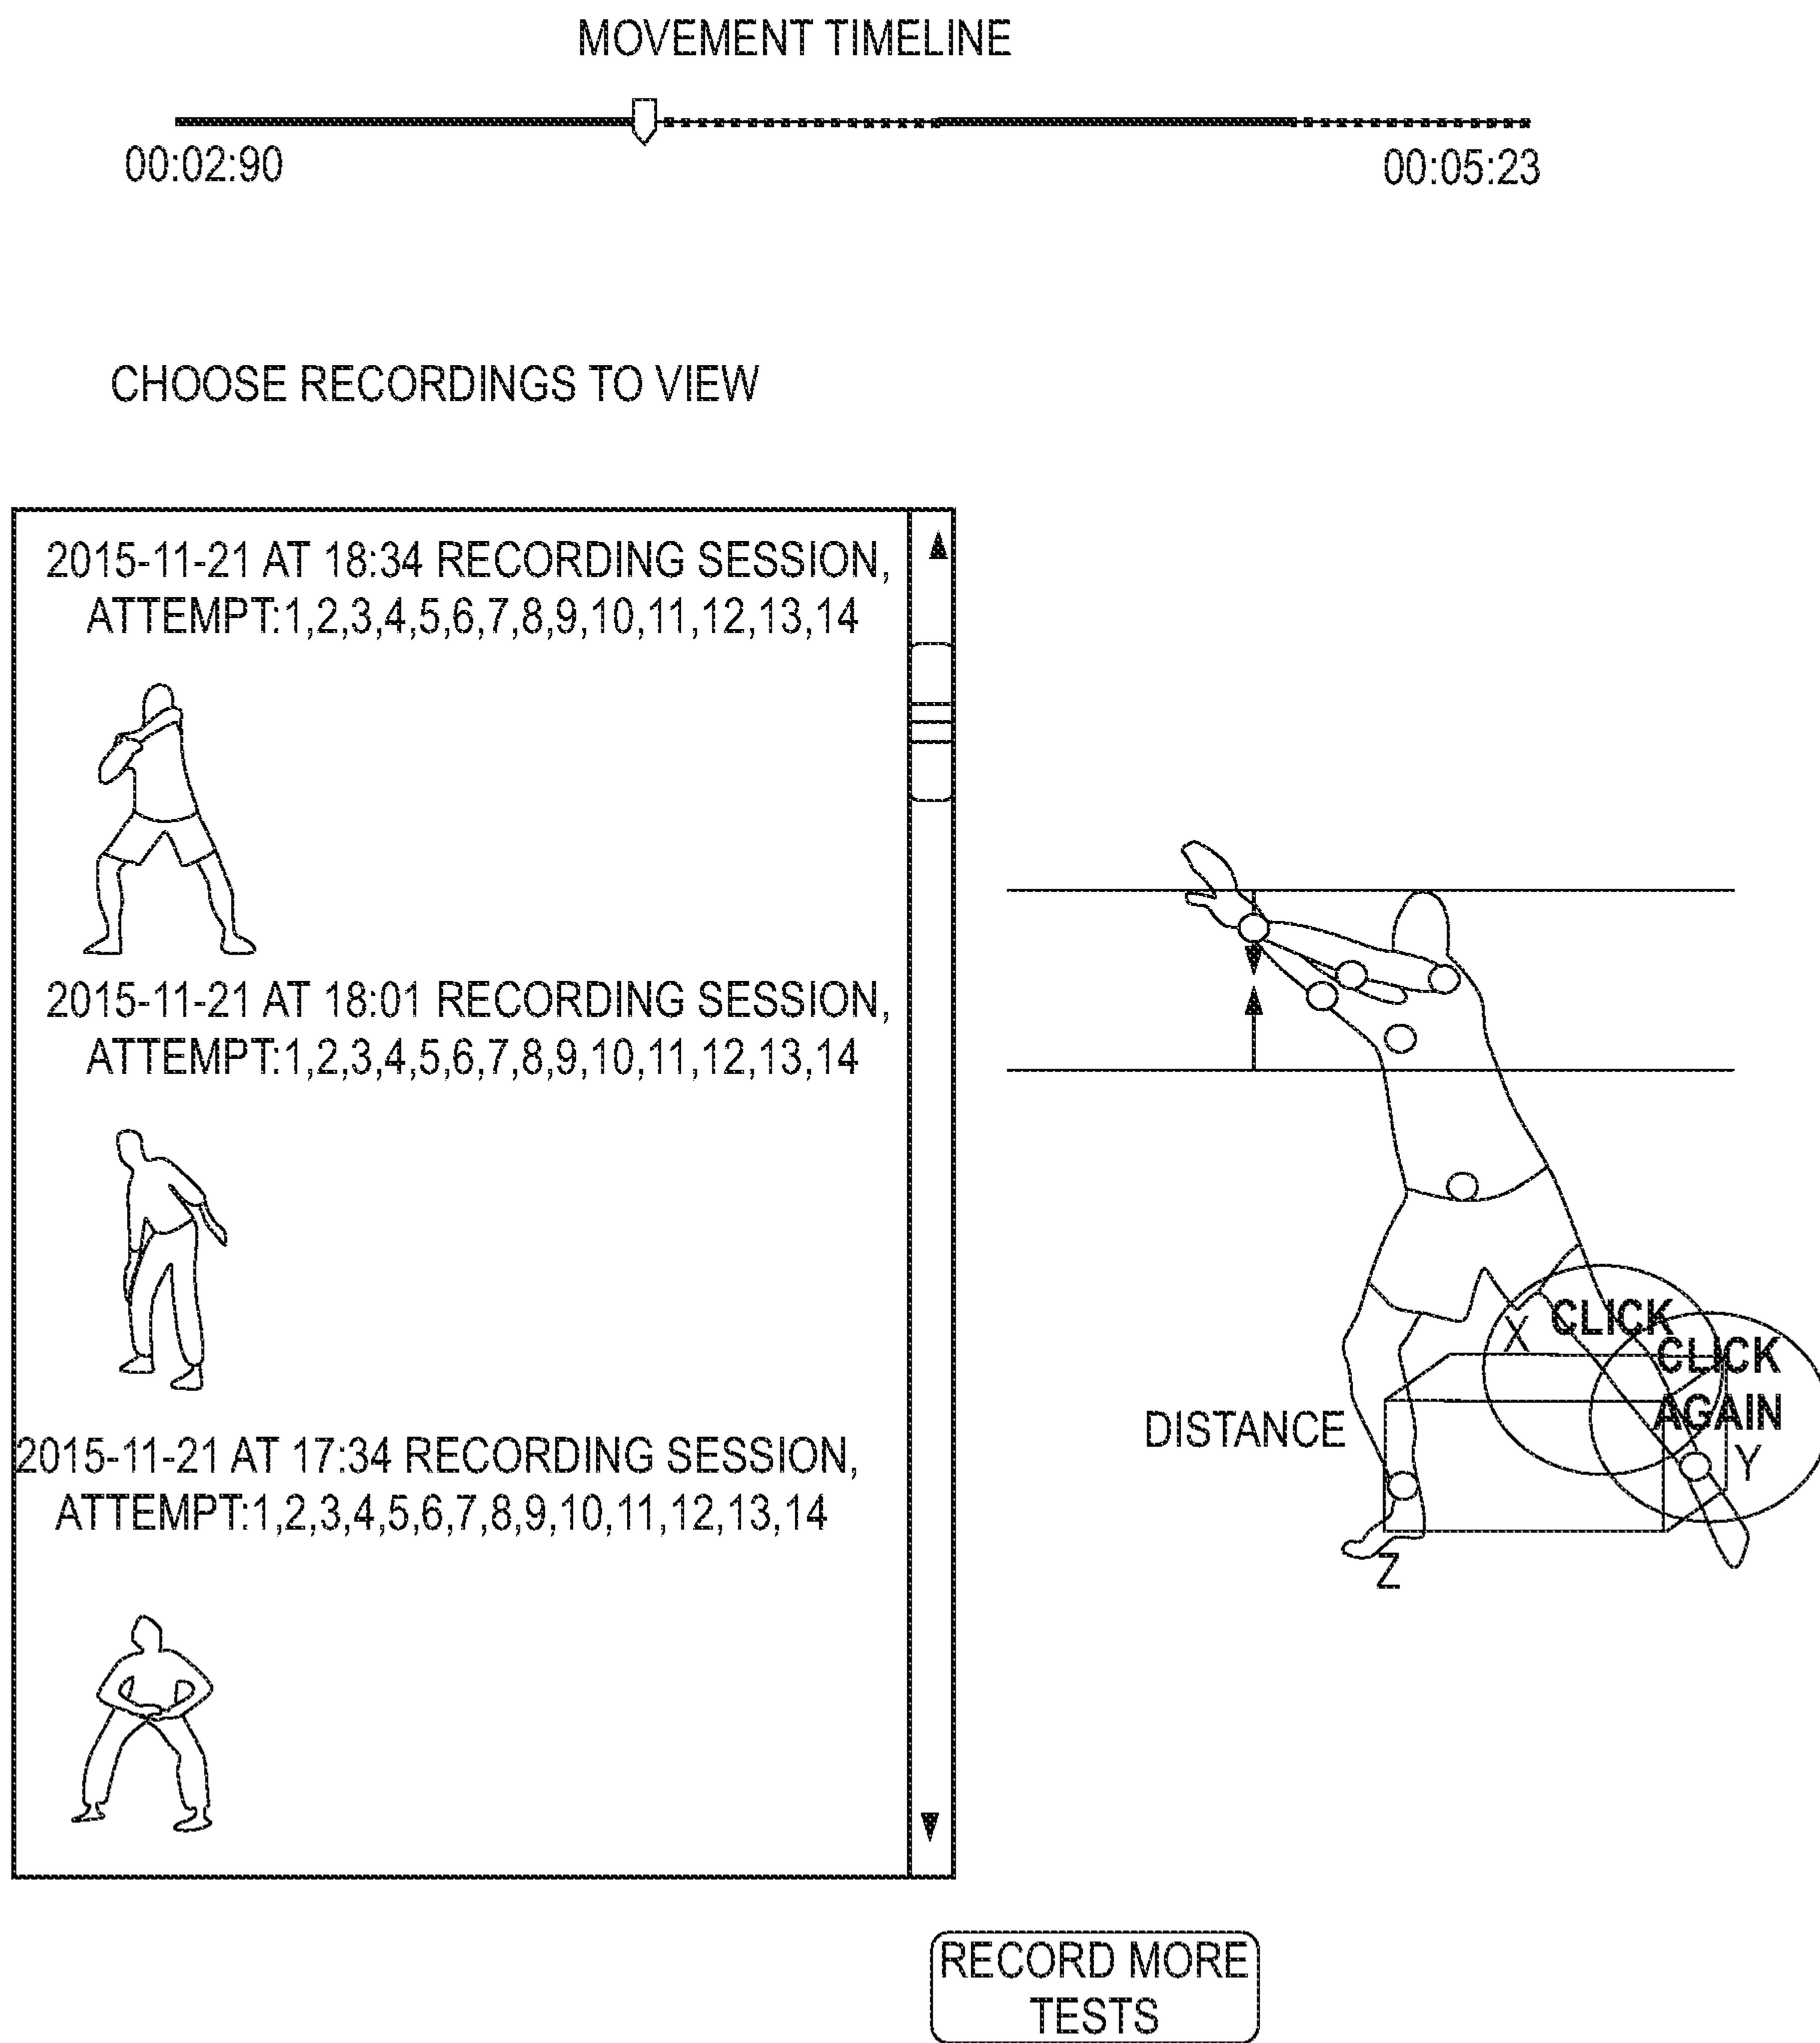 MOVEMENT TIMELINE
00:02:90
00:05:23
CHOOSE RECORDINGS TO VIEW
2015-11-21 AT 18:34 RECORDING SESSION,
ATTEMPT:1,2,3,4,5,6,7,8,9,10,11,12,13,14
2015-11-21 AT 18:01 RECORDING SESSION,
ATTEMPT:1,2,3,4,5,6,7,8,9,10,11,12,13,14
2015-11-21 AT 17:34 RECORDING SESSION,
ATTEMPT:1,2,3,4,5,6,7,8,9,10,11,12,13,14
X
CLICK
CLICK
AGAIN
DISTANCE
Y
Z
RECORD MORE
TESTS